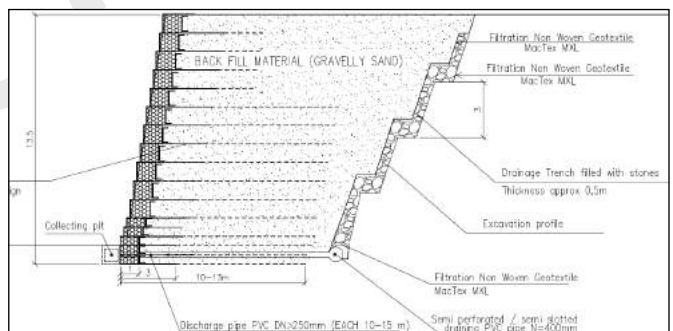 Filtration Non Woven Geotextile
MacTex MXL
BACK FILL MATERIAL (GRAVELLY SAND)
Filtration Non Woven Geotextile
MacTex MXL
3
13.5
Drainage Trench filled with stones
Thickness approx 0,5m
ign
Collecting pit
Excavation profile
1
3
10-13m
Filtration Non Woven Geotextile
MacTex MXL
Discharge pipe PVC DN>250mm (EACH 10-15 m)
Semi perforated / semi slotted
draining PVC pipe N=400mm